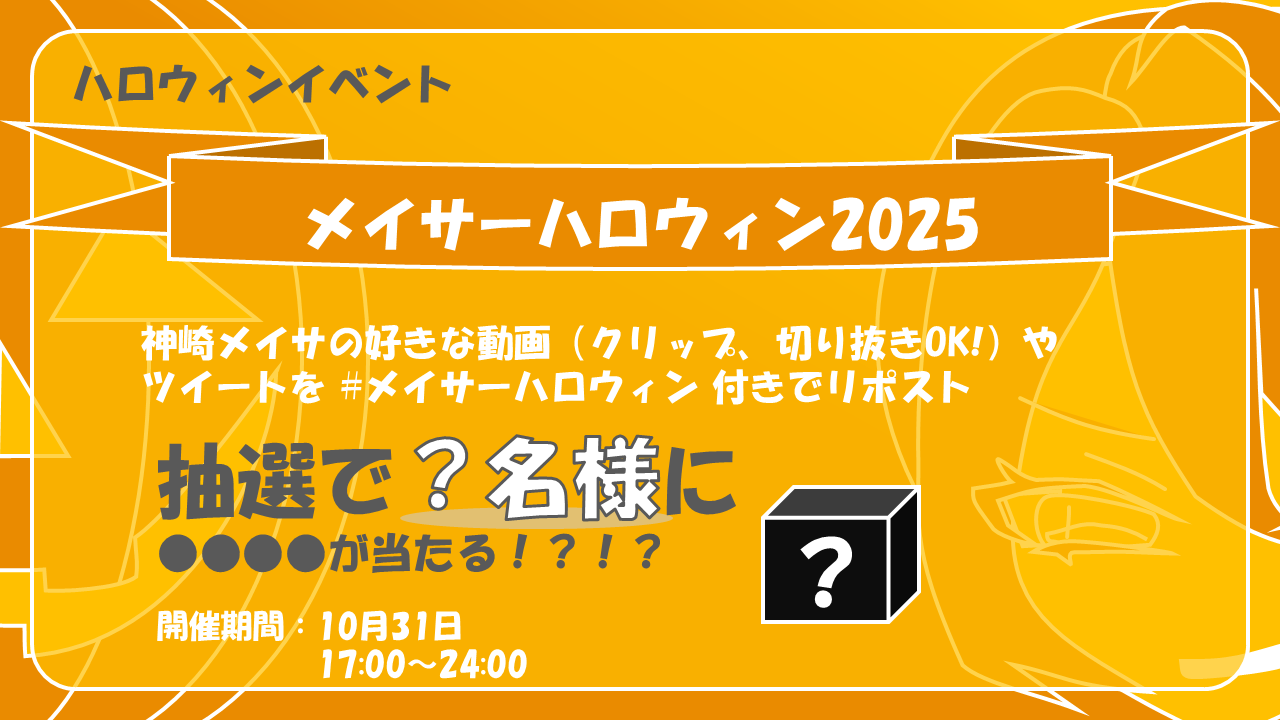 ハロウィンイベント
メイサーハロウィン2025
神崎メイサの好きな動画（クリップ、切り抜きOK!）や
ツイートを #メイサーハロウィン 付きでリポスト
抽選で？名様に
●●●●が当たる！？！？
？
開催期間：10月31日
17:00～24:00